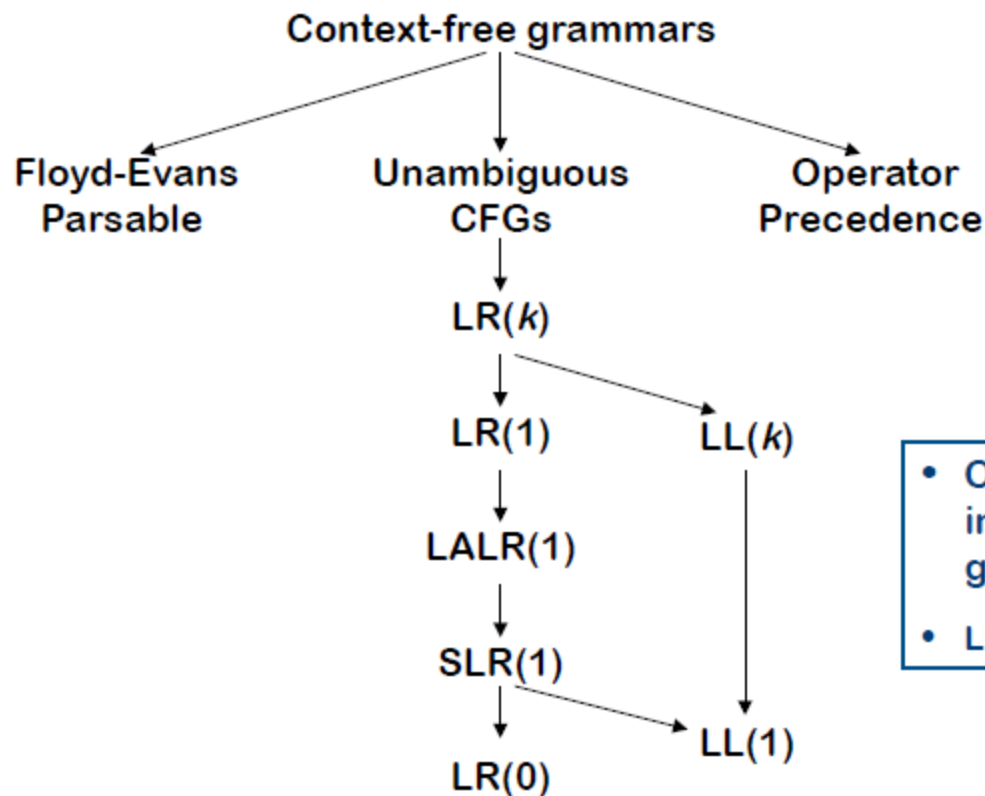 Context-free grammars
Floyd-Evans
Parsable
Unambiguous
CFGs
Operator
Precedence
LR(k)
LR(1)
LL(k)
LALR(1)
SLR(1)
LL(1)
LR(0)
•
•